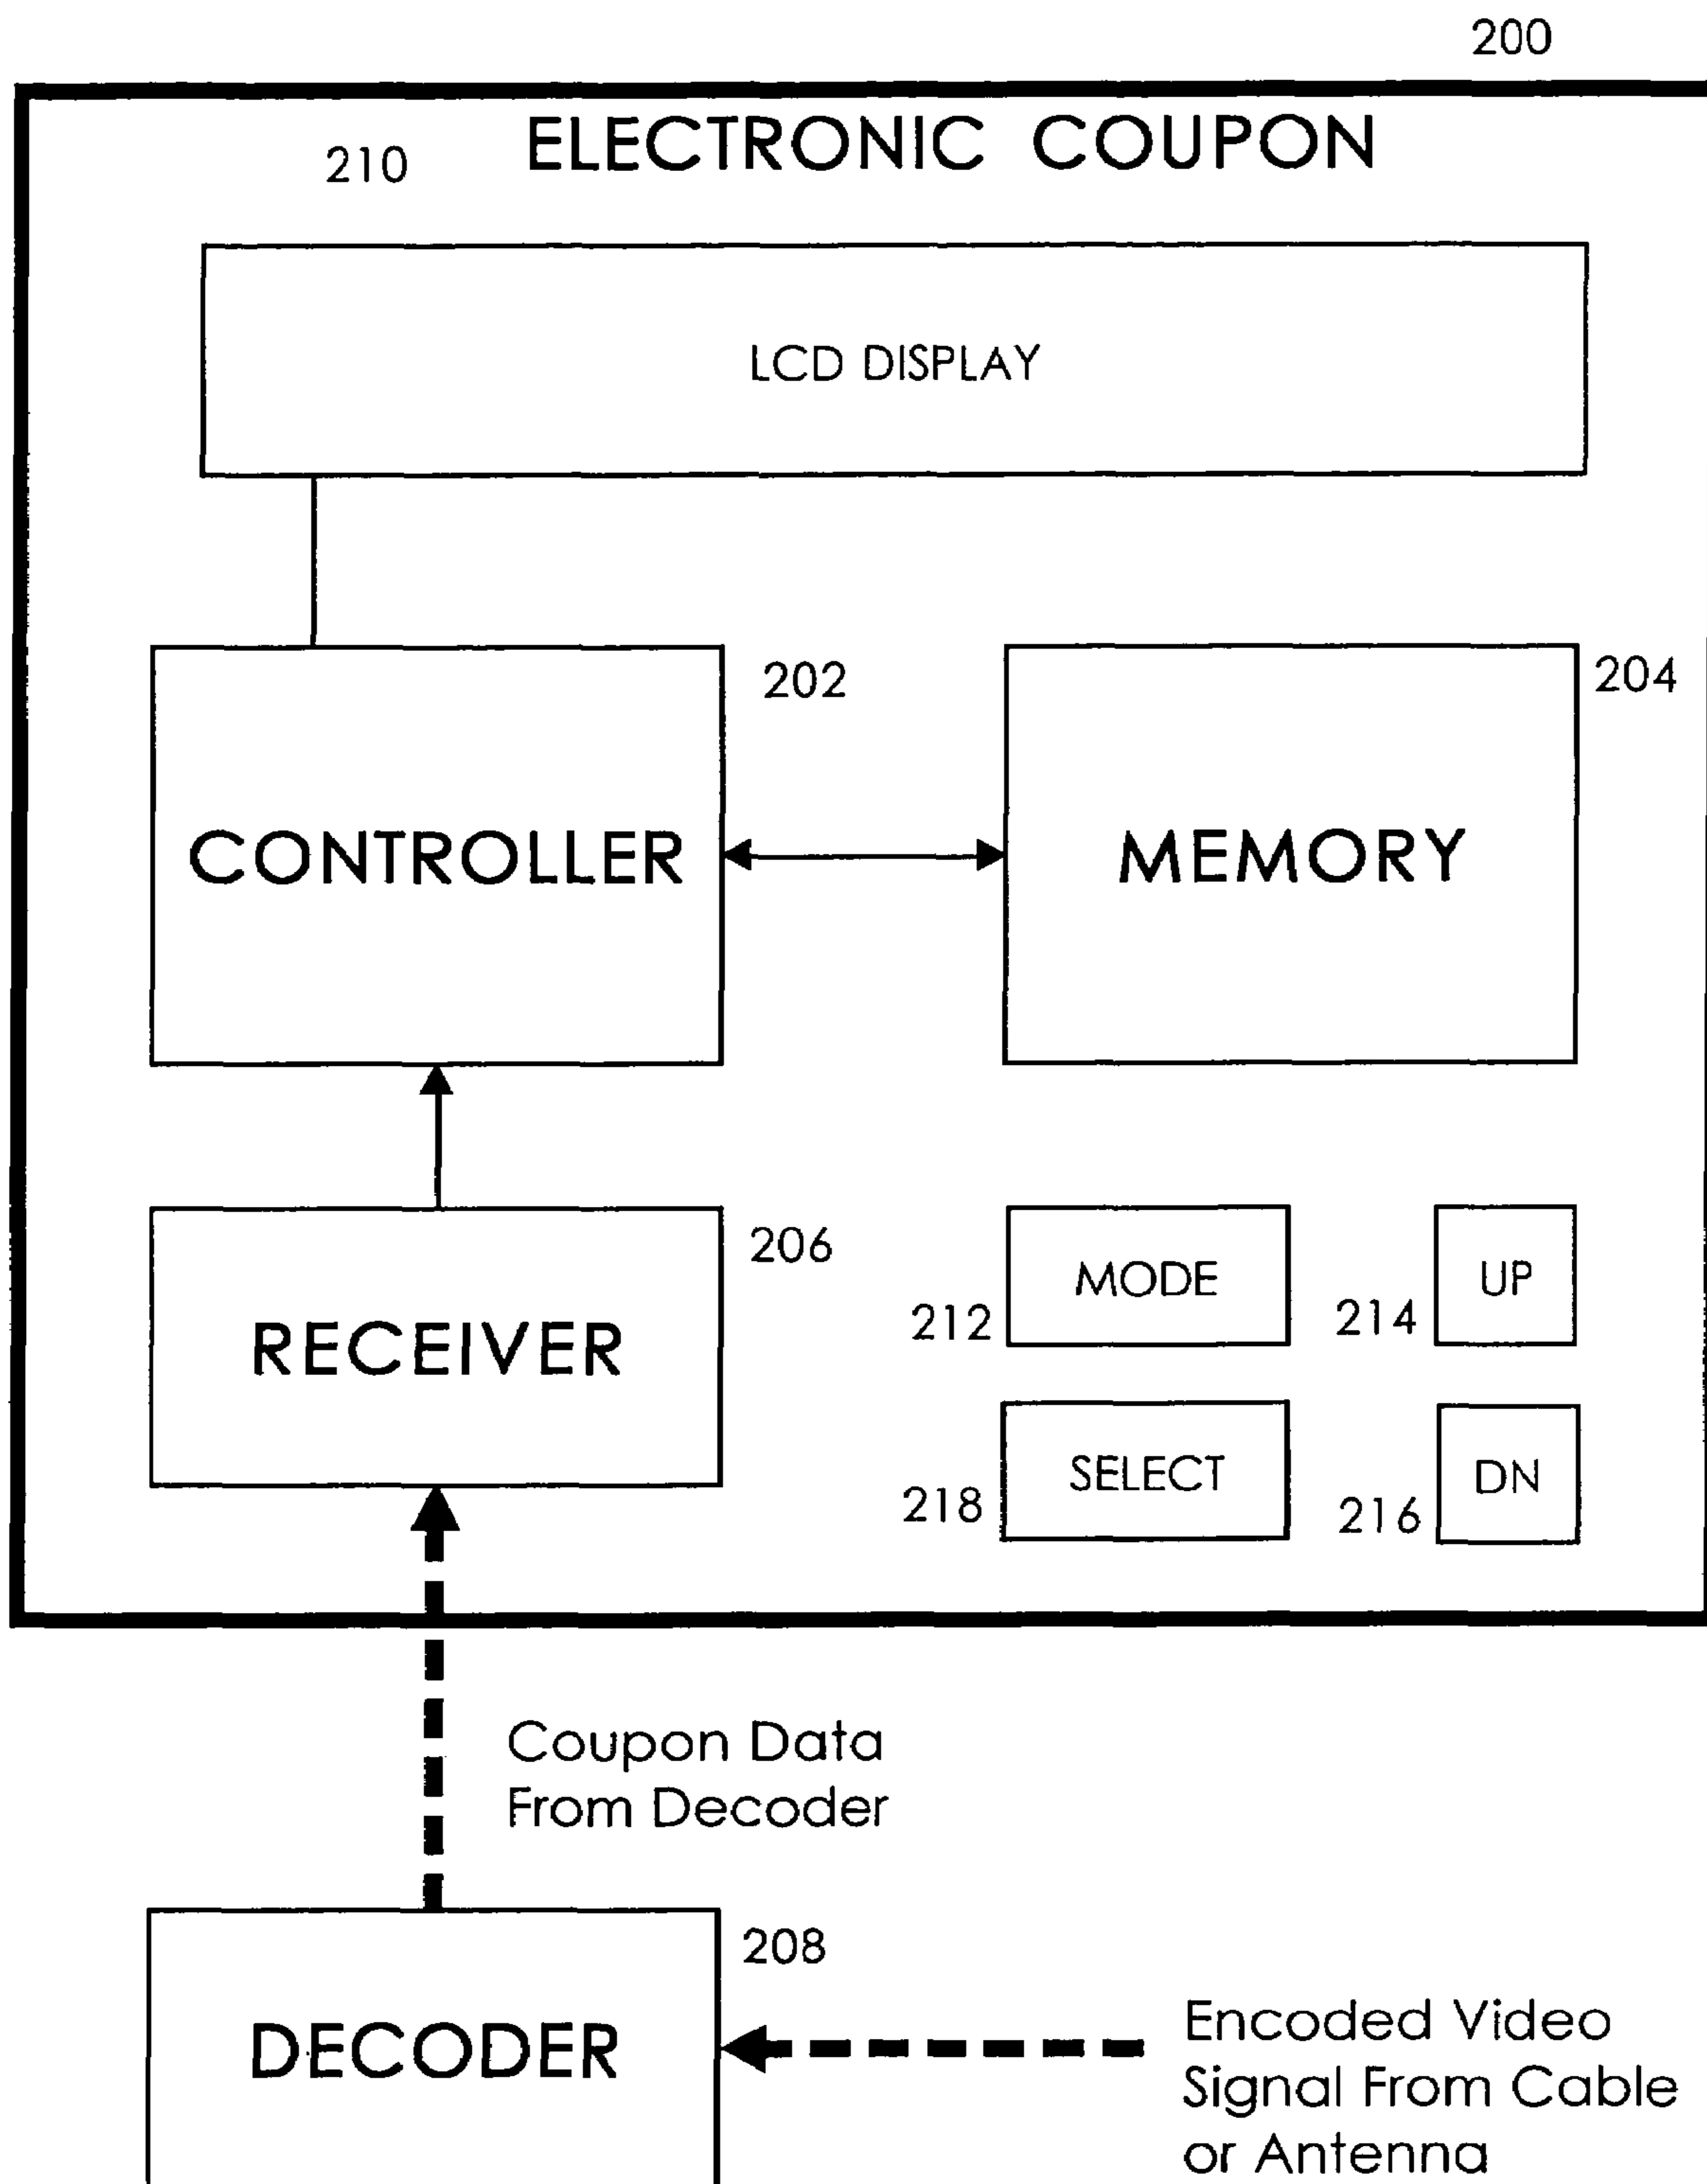 200
ELECTRONIC COUPON
210
LCD DISPLAY
202
204
CONTROLLER
MEMORY
206
RECEIVER
MODE
212
UP
214
SELECT
218
DN
216
Coupon Data
From Decoder
208
DECODER
Encoded Video
Signal From Cable
or Antenna